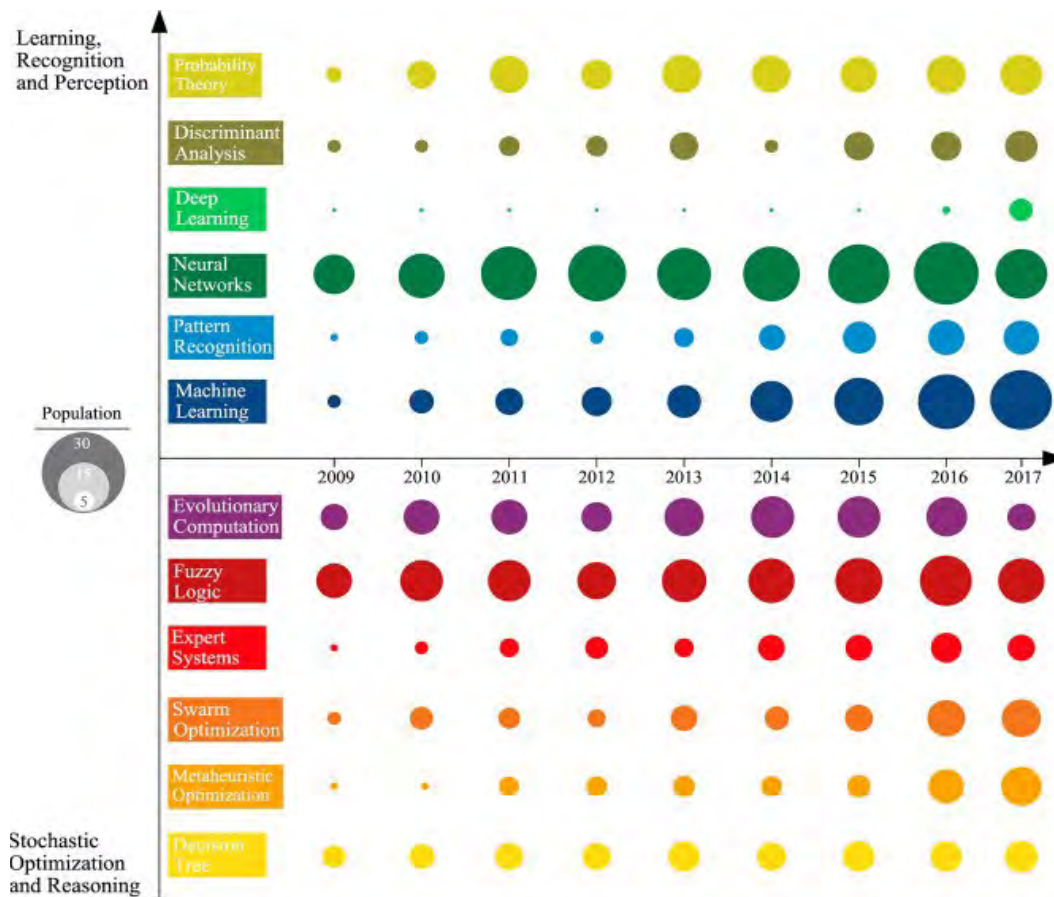 Learning,
Recognition
and Perception
Probability
Theory
Discriminant
Analysis
Deep
Learning
Neural
Networks
Pattern
Recognition
Machine
Learning
Population
30
15
5
2009 2010 2011 2012 2013 2014 2015 2016 2017
Evolutionary
Computation
Fuzzy
Logic
Expert
Systems
Swarm
Optimization
Metaheuristic
Optimization
Decision
Tree
Stochastic
Optimization
and Reasoning